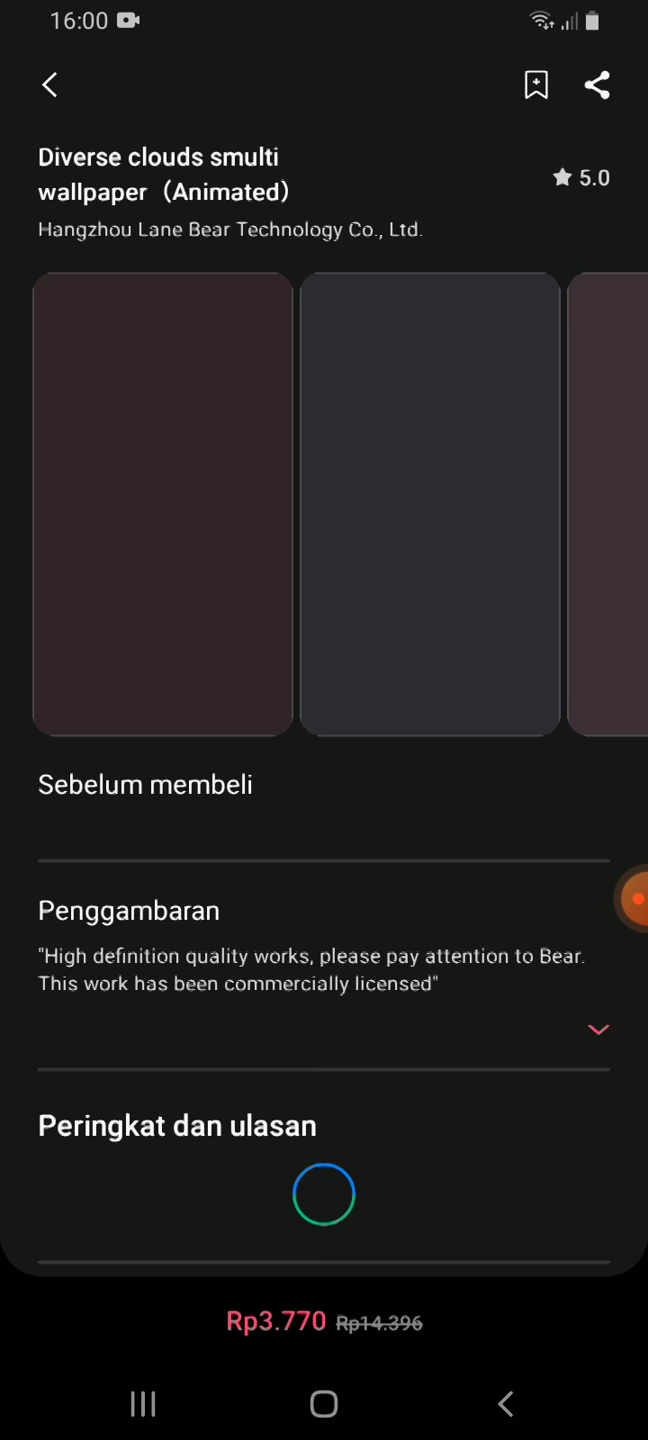 16:00
Diverse clouds smulti
wallpaper（Animated）
5.0
Hangzhou Lane Bear Technology Co., Ltd.
Sebelum membeli
Penggambaran
"High definition quality works, please pay attention to Bear.
This work has been commercially licensed"
Peringkat dan ulasan
Rp3.770 Rp14.396